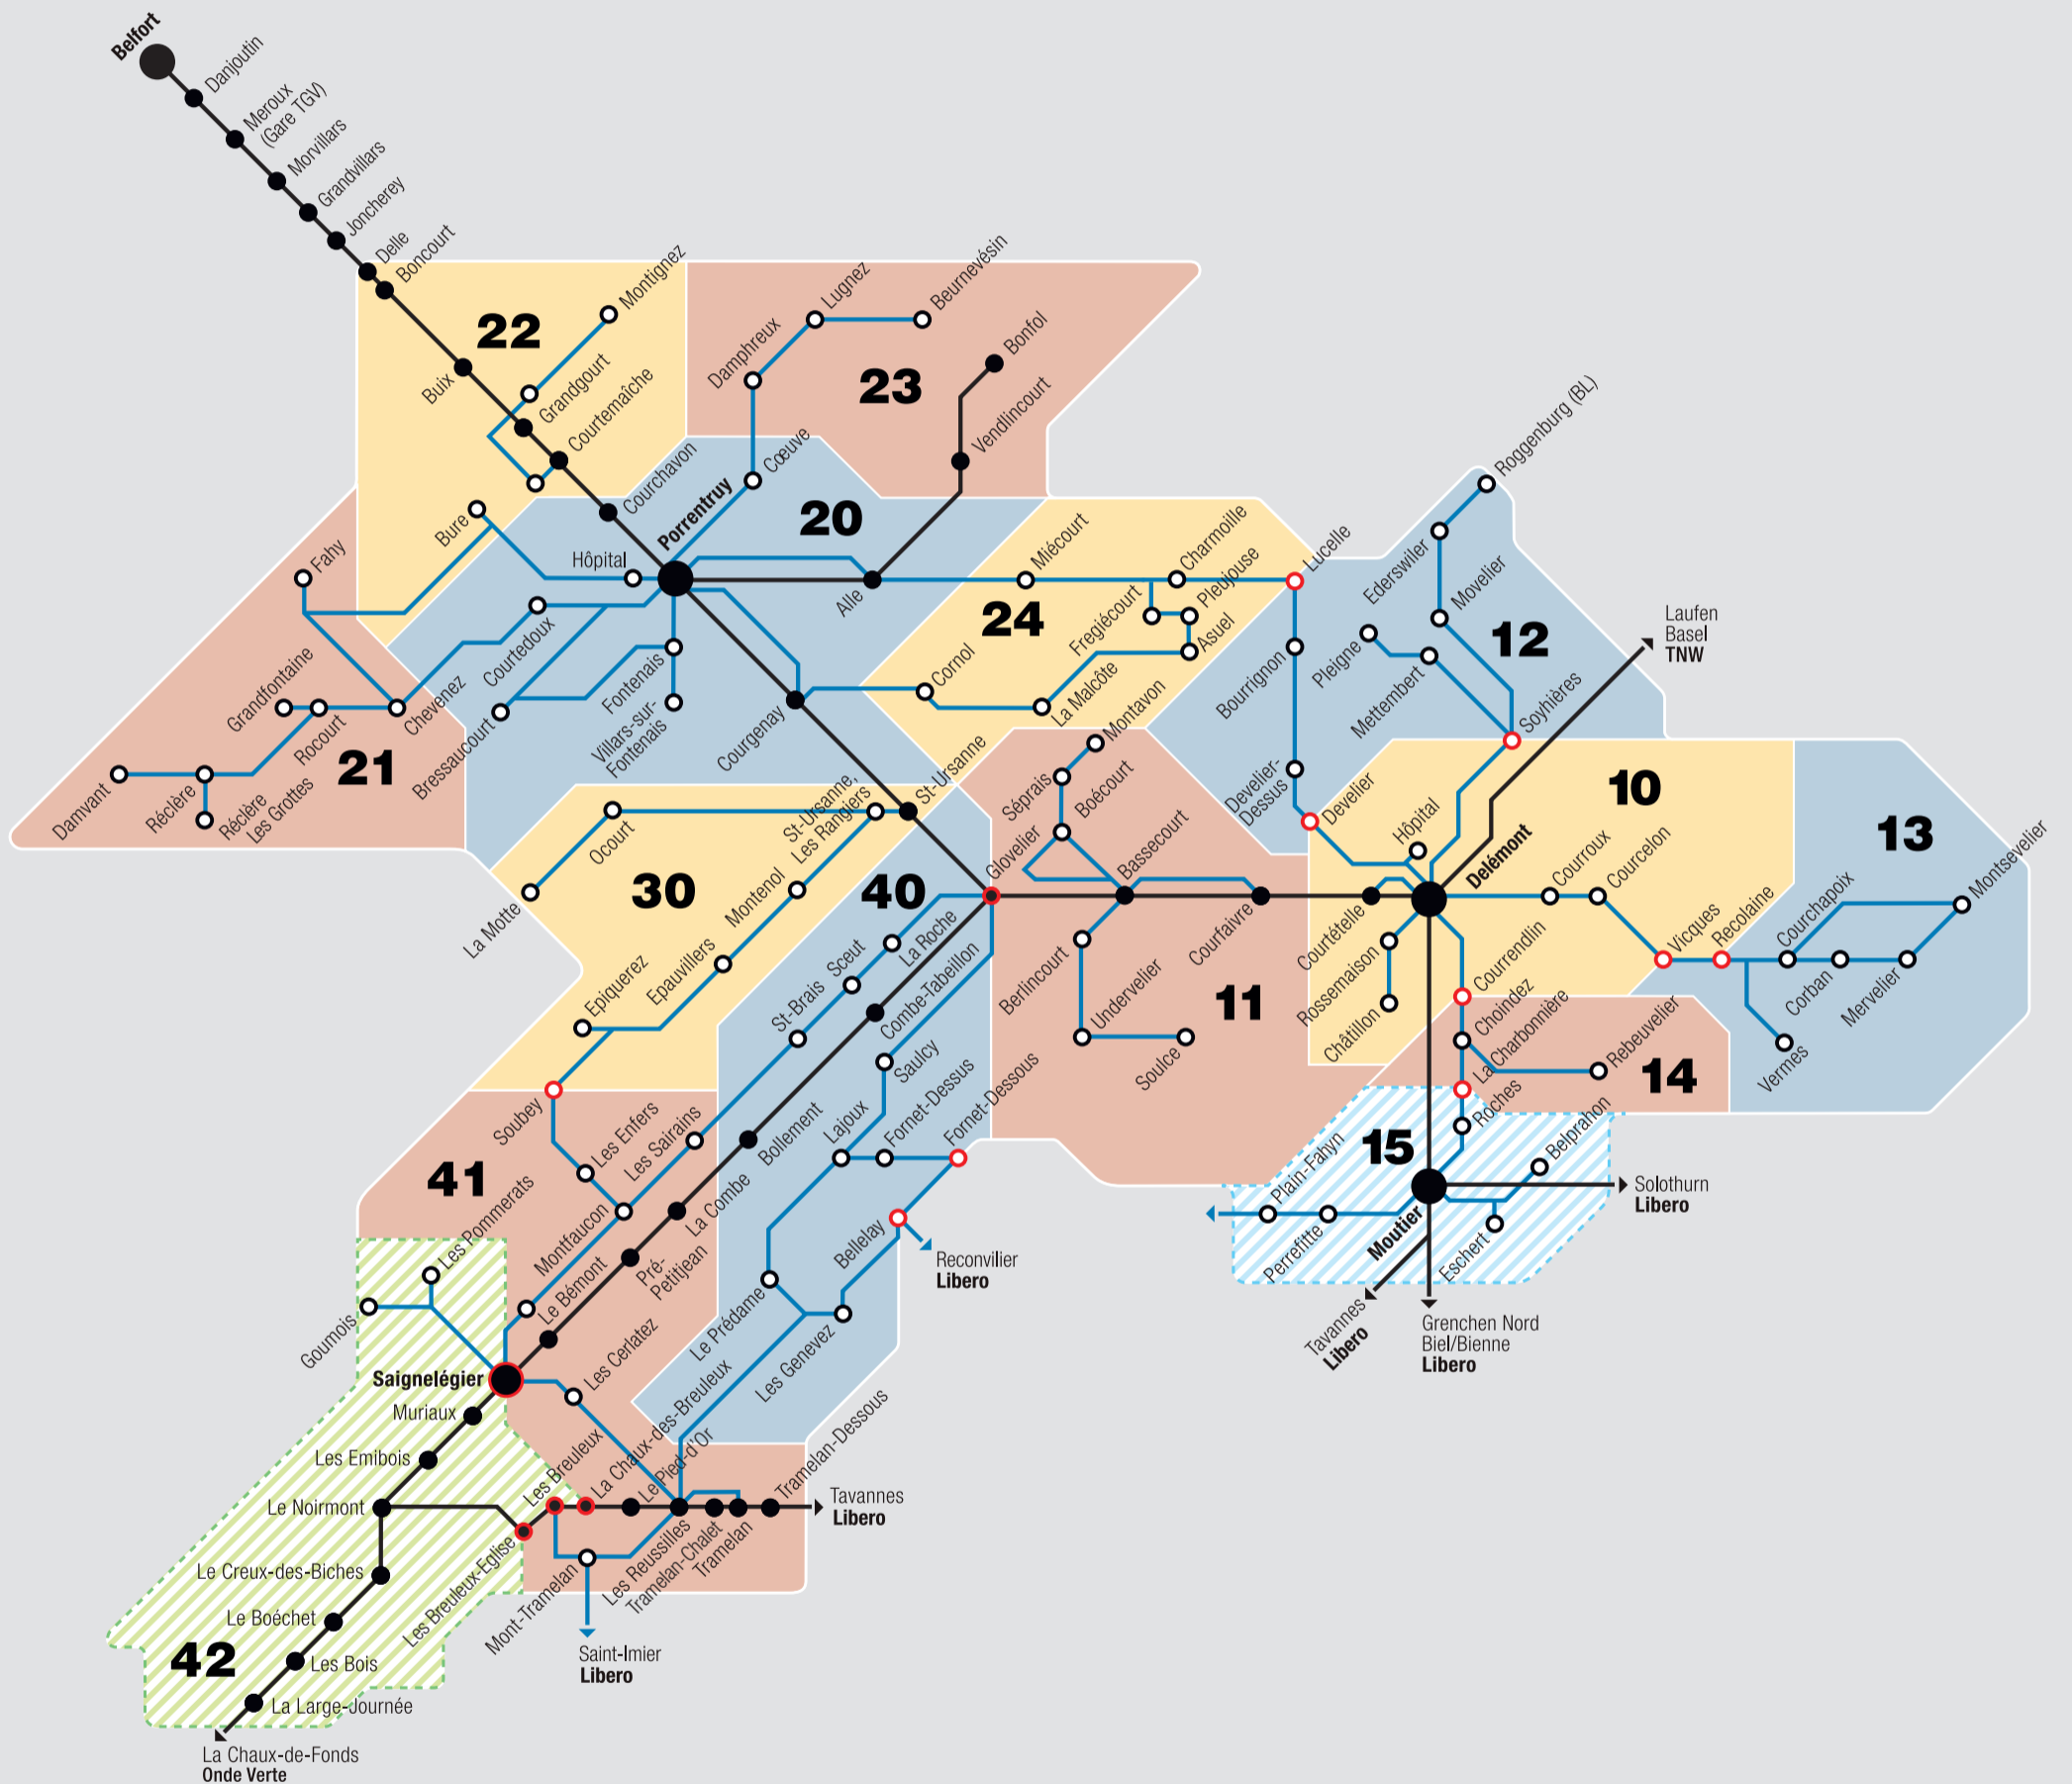 Belfort
Danjoutin
Meroux
(Gare TGV)
Morvillars
Grandvillars
Joncherey
Delle
Boncourt
22
Montignez
Buix
Grandgourt
Courtemaîche
Courchavon
Bure
23
Lugnez
Beurnevésin
Damphreux
Bonfol
Vendlincourt
Cœuve
20
Porrentruy
Hôpital
Alle
Fahy
Courtedoux
Grandfontaine
Rocourt
Chevenez
21
Damvant
Réclère
Réclère
Les Grottes
Bressaucourt
Fontenais
Villars-sur-
Fontenais
Courgenay
24
Miécourt
Charmoille
Pleujouse
Fregiécourt
Asuel
Cornol
La Malcôte
Lucelle
Roggenburg (BL)
Ederswiler
Movelier
12
Pleigne
Mettembert
Bourrignon
Soyhières
Laufen
Basel
TNW
Develier-
Dessus
Develier
Montavon
Séprais
Boécourt
Glovelier
Bassecourt
St-Ursanne
St-Ursanne,
Les Rangiers
Ocourt
La Motte
30
Montenol
Epauvillers
Epiquerez
40
La Roche
Sceut
St-Brais
Combe-Tabeillon
Saulcy
Berlincourt
Undervelier
Soulce
Courfaivre
11
10
Hôpital
Delémont
Courroux
Courcelon
Courtételle
Rossemaison
Châtillon
Vicques
Recolaine
13
Courchapoix
Montsevelier
Corban
Mervelier
Vermes
Courrendlin
Choindez
La Charbonnière
Rebeuvelier
14
Roches
15
Belprahon
Plain-Fahyn
Perrefitte
Moutier
Eschert
Solothurn
Libero
Tavannes
Libero
Grenchen Nord
Biel/Bienne
Libero
Soubey
Les Enfers
Les Sairains
41
Montfaucon
Bollement
La Combe
Pré-
Petitjean
Le Bémont
Lajoux
Fornet-Dessus
Fornet-Dessous
Bellelay
Reconvilier
Libero
Le Prédame
Les Genevez
Les Pommerats
Goumois
Saignelégier
Les Cerlatez
Muriaux
Les Emibois
Le Noirmont
Le Creux-des-Biches
Le Boéchet
Les Bois
42
La Large-Journée
La Chaux-de-Fonds
Onde Verte
Les Breuleux-Eglise
Les Breuleux
La Chaux-des-Breuleux
Le Pied-d'Or
Les Reussilles
Tramelan-Chalet
Tramelan
Tramelan-Dessous
Tavannes
Libero
Mont-Tramelan
Saint-Imier
Libero